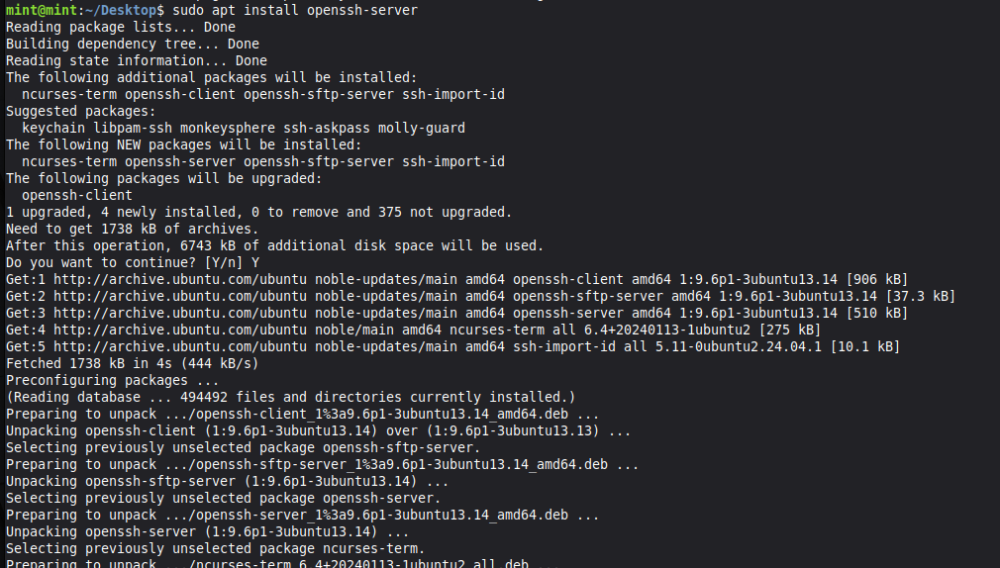 mint@mint:~/Desktop$ sudo apt install openssh-server
Reading package lists... Done
Building dependency tree... Done
Reading state information... Done
The following additional packages will be installed:
  ncurses-term openssh-client openssh-sftp-server ssh-import-id
Suggested packages:
  keychain libpam-ssh monkeysphere ssh-askpass molly-guard
The following NEW packages will be installed:
  ncurses-term openssh-server openssh-sftp-server ssh-import-id
The following packages will be upgraded:
  openssh-client
1 upgraded, 4 newly installed, 0 to remove and 375 not upgraded.
Need to get 1738 kB of archives.
After this operation, 6743 kB of additional disk space will be used.
Do you want to continue? [Y/n] Y
Get:1 http://archive.ubuntu.com/ubuntu noble-updates/main amd64 openssh-client amd64 1:9.6p1-3ubuntu13.14 [906 kB]
Get:2 http://archive.ubuntu.com/ubuntu noble-updates/main amd64 openssh-sftp-server amd64 1:9.6p1-3ubuntu13.14 [37.3 kB]
Get:3 http://archive.ubuntu.com/ubuntu noble-updates/main amd64 openssh-server amd64 1:9.6p1-3ubuntu13.14 [510 kB]
Get:4 http://archive.ubuntu.com/ubuntu noble/main amd64 ncurses-term all 6.4+20240113-1ubuntu2 [275 kB]
Get:5 http://archive.ubuntu.com/ubuntu noble-updates/main amd64 ssh-import-id all 5.11-0ubuntu2.24.04.1 [10.1 kB]
Fetched 1738 kB in 4s (444 kB/s)
Preconfiguring packages ...
(Reading database ... 494492 files and directories currently installed.)
Preparing to unpack .../openssh-client_1%3a9.6p1-3ubuntu13.14_amd64.deb ...
Unpacking openssh-client (1:9.6p1-3ubuntu13.14) over (1:9.6p1-3ubuntu13.13) ...
Selecting previously unselected package openssh-sftp-server.
Preparing to unpack .../openssh-sftp-server_1%3a9.6p1-3ubuntu13.14_amd64.deb ...
Unpacking openssh-sftp-server (1:9.6p1-3ubuntu13.14) ...
Selecting previously unselected package openssh-server.
Preparing to unpack .../openssh-server_1%3a9.6p1-3ubuntu13.14_amd64.deb ...
Unpacking openssh-server (1:9.6p1-3ubuntu13.14) ...
Selecting previously unselected package ncurses-term.
Preparing to unpack .../ncurses-term_6.4+20240113-1ubuntu2_all.deb ...